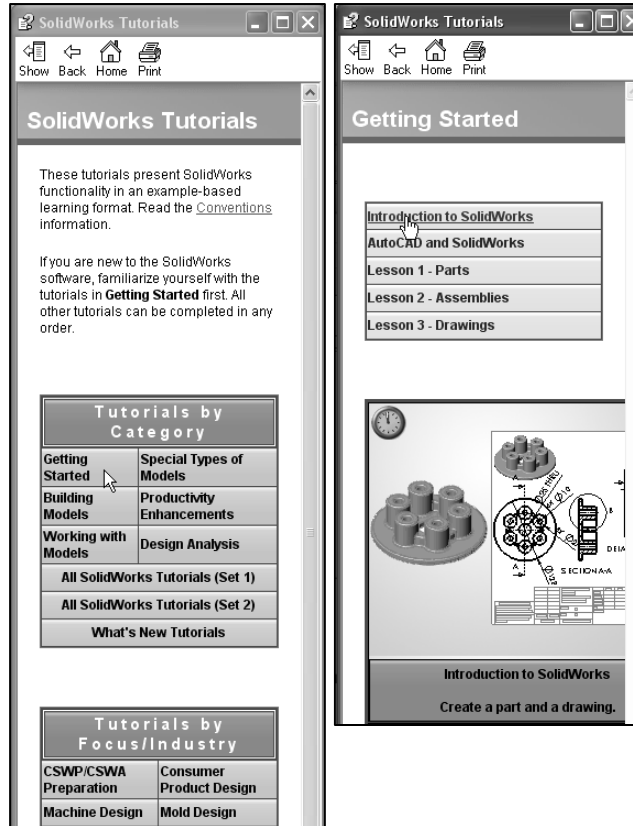 SolidWorks Tutorials
Show Back Home Print
SolidWorks Tutorials
These tutorials present SolidWorks
functionality in an example-based
learning format. Read the Conventions
information.
If you are new to the SolidWorks
software, familiarize yourself with the
tutorials in Getting Started first. All
other tutorials can be completed in any
order.
Tutorials by
Category
Getting
Started
Special Types of
Models
Building
Models
Productivity
Enhancements
Working with
Models
Design Analysis
All SolidWorks Tutorials (Set 1)
All SolidWorks Tutorials (Set 2)
What's New Tutorials
Tutorials by
Focus/Industry
CSWP/CSWA
Preparation
Consumer
Product Design
Machine Design
Mold Design
SolidWorks Tutorials
Show Back Home Print
Getting Started
Introduction to SolidWorks
AutoCAD and SolidWorks
Lesson 1 - Parts
Lesson 2 - Assemblies
Lesson 3 - Drawings
A
B
A
SECTION A-A
Introduction to SolidWorks
Create a part and a drawing.